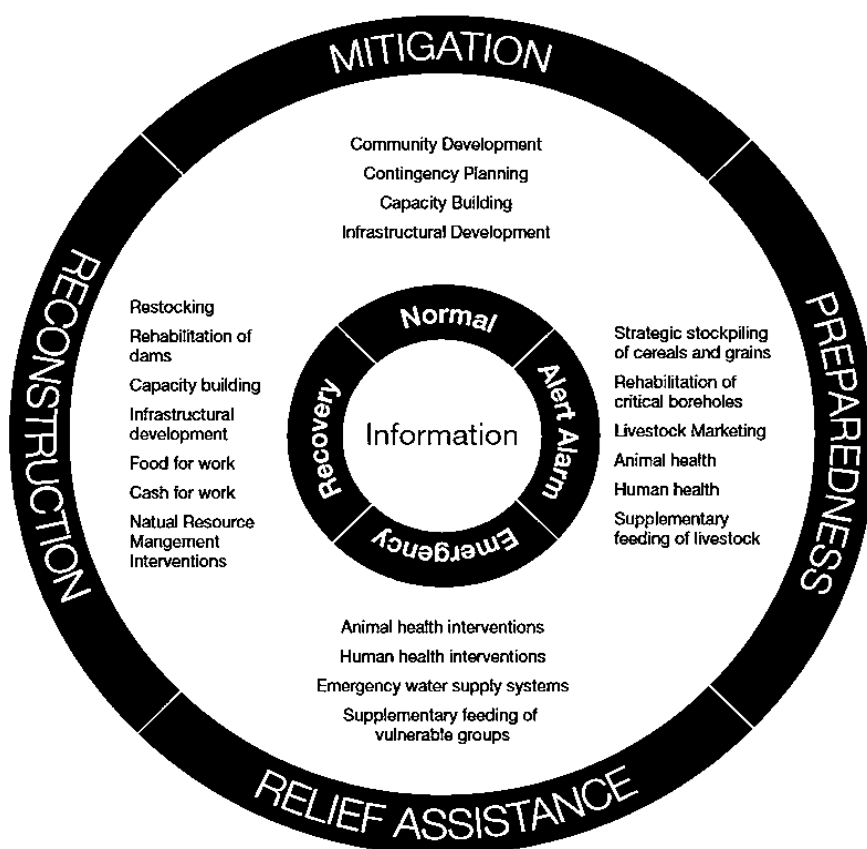 MITIGATION
Community Development
Contingency Planning
Capacity Building
Infrastructural Development
RECONSTRUCTION
Restocking
Rehabilitation of
dams
Capacity building
Infrastructural
development
Food for work
Cash for work
Natual Resource
Mangement
Interventions
Normal
Recovery
Information
Alert Alarm
Emergency
Strategic stockpiling
of cereals and grains
Rehabilitation of
critical boreholes
Livestock Marketing
Animal health
Human health
Supplementary
feeding of livestock
PREPAREDNESS
Animal health interventions
Human health interventions
Emergency water supply systems
Supplementary feeding of
vulnerable groups
RELIEF ASSISTANCE